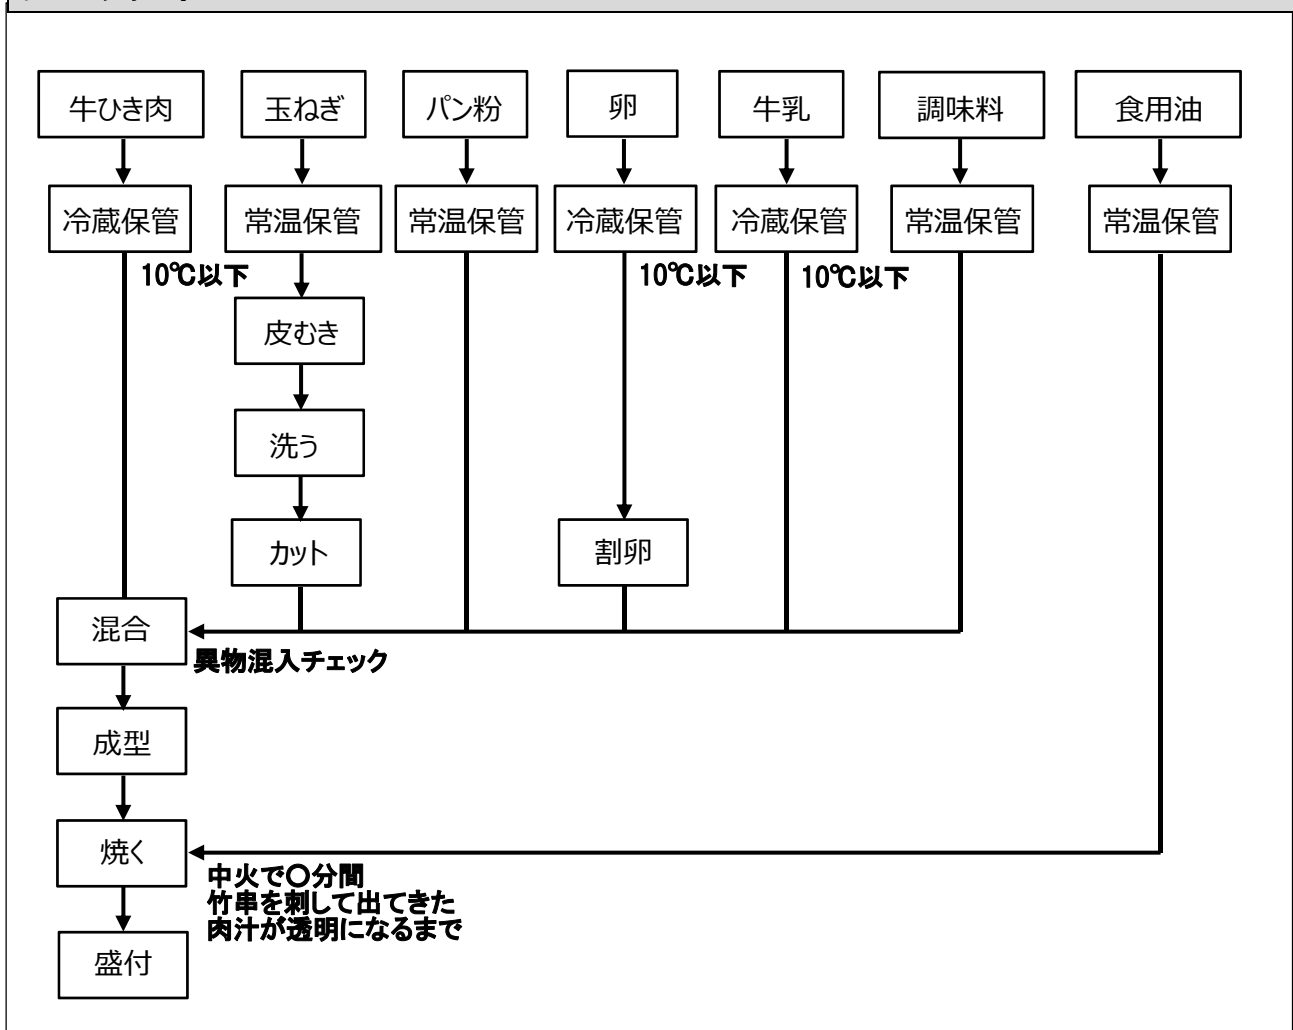 牛ひき肉
玉ねぎ
パン粉
卵
牛乳
調味料
食用油
冷蔵保管
常温保管
常温保管
冷蔵保管
冷蔵保管
常温保管
常温保管
10℃以下
10℃以下
10℃以下
皮むき
洗う
カット
割卵
混合
異物混入チェック
成型
焼く
中火で〇分間
竹串を刺して出てきた
肉汁が透明になるまで
盛付